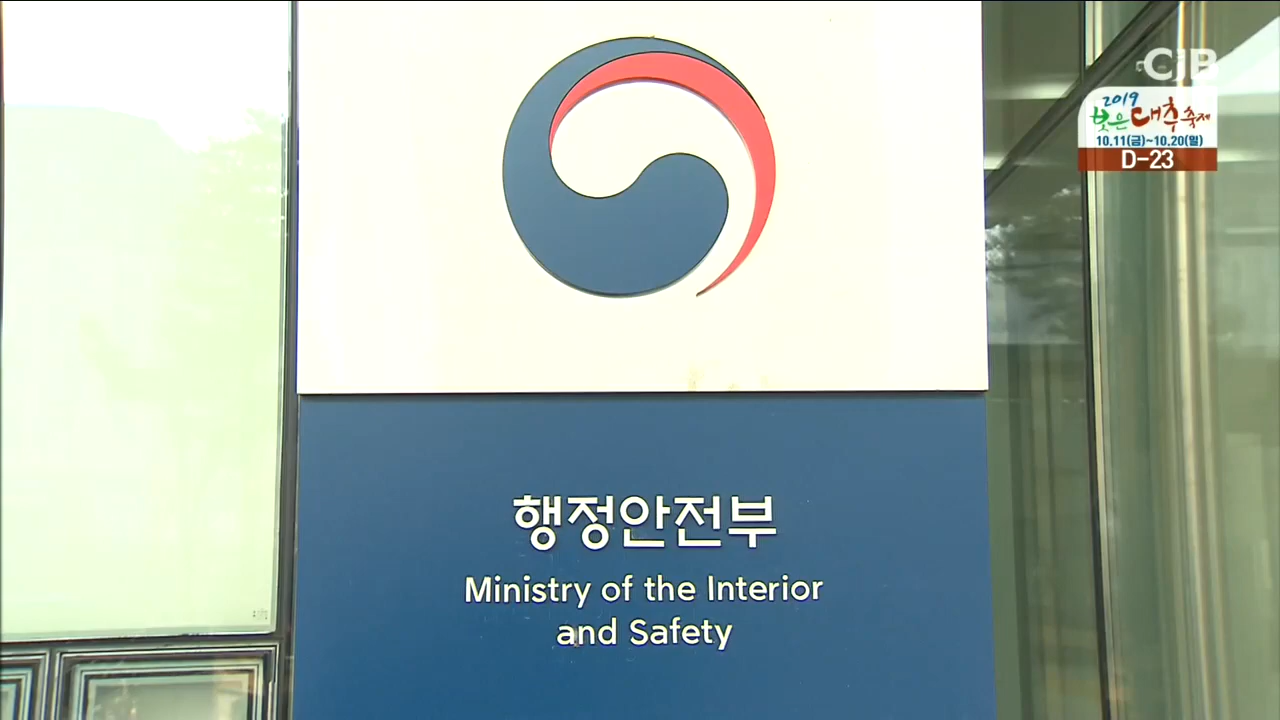 CJB
2019
보은대추축제
10.11(금)~10.20(일)
D-23
행정안전부
Ministry of the Interior
and Safety